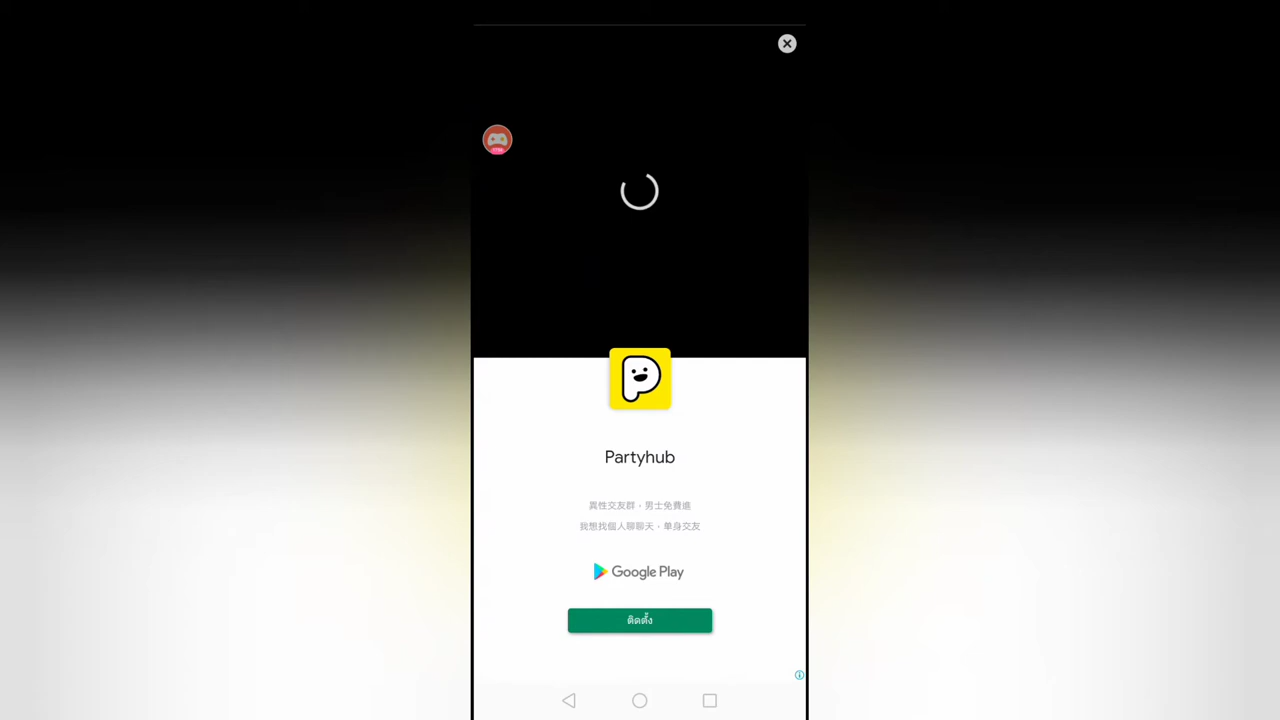 Partyhub
異性交友群，男士免費進
我想找個人聊聊天，单身交友
Google Play
ติดตั้ง